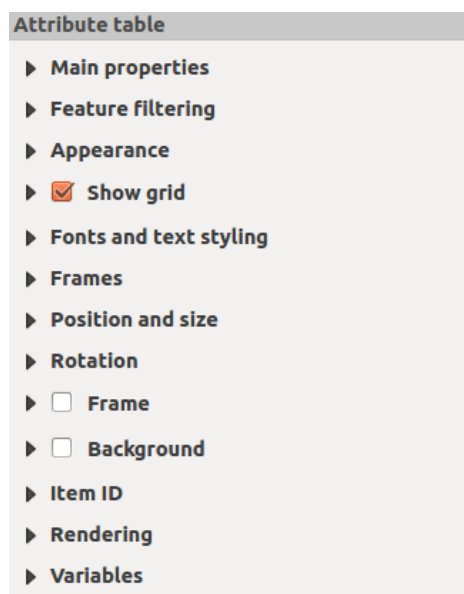 Attribute table
Main properties
Feature filtering
Appearance
Show grid
Fonts and text styling
Frames
Position and size
Rotation
Frame
Background
Item ID
Rendering
Variables